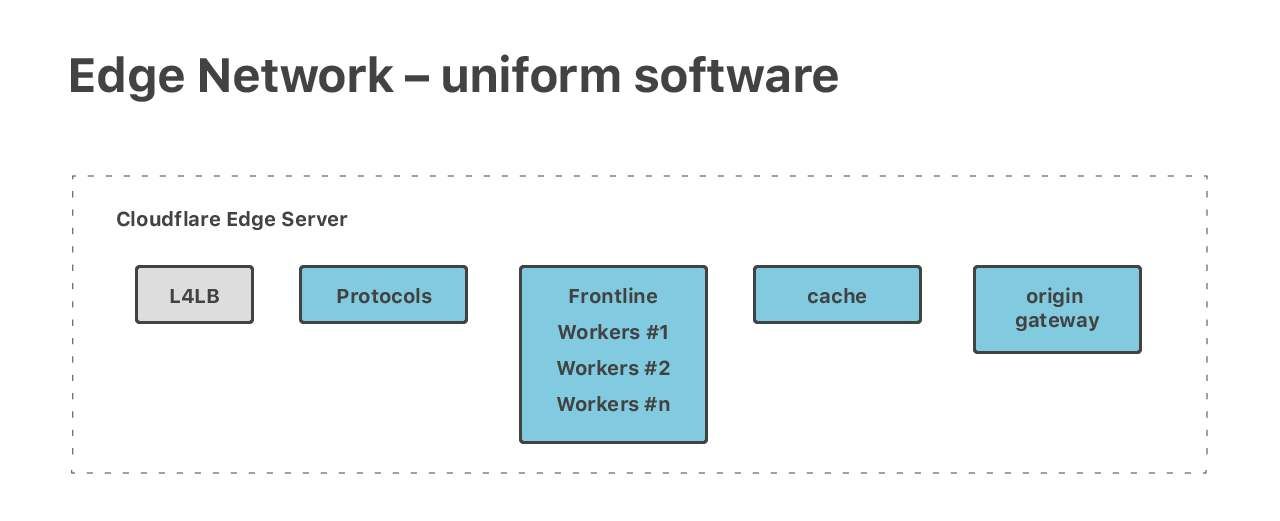 Edge Network – uniform software
Cloudflare Edge Server
L4LB
Protocols
Frontline
Workers #1
Workers #2
Workers #n
cache
origin
gateway